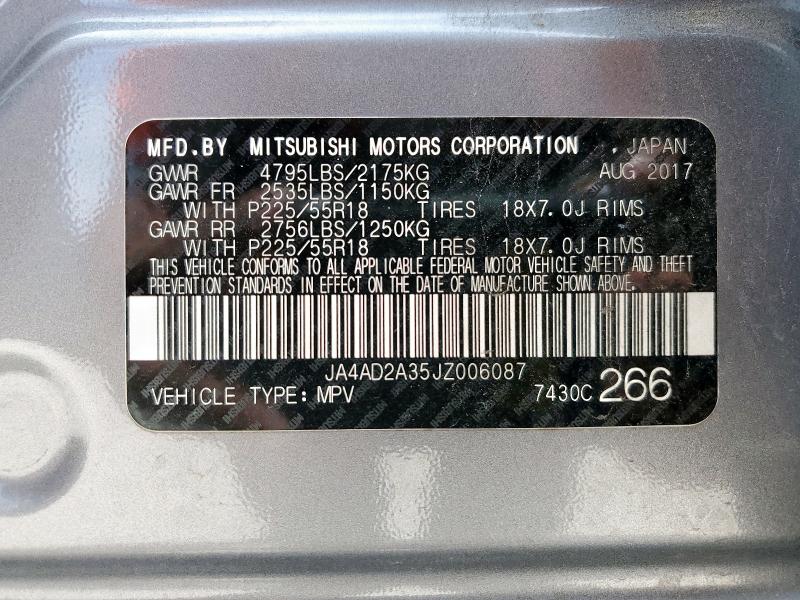 MFD.BY MITSUBISHI MOTORS CORPORATION , JAPAN
GVWR 4795LBS/2175KG AUG 2017
GAWR FR 2535LBS/1150KG
WITH P225/55R18 TIRES 18X7.0J RIMS
GAWR RR 2756LBS/1250KG
WITH P225/55R18 TIRES 18X7.0J RIMS
THIS VEHICLE CONFORMS TO ALL APPLICABLE FEDERAL MOTOR VEHICLE SAFETY AND THEFT
PREVENTION STANDARDS IN EFFECT ON THE DATE OF MANUFACTURE SHOWN ABOVE.
JA4AD2A35JZ006087
VEHICLE TYPE: MPV 7430C 266